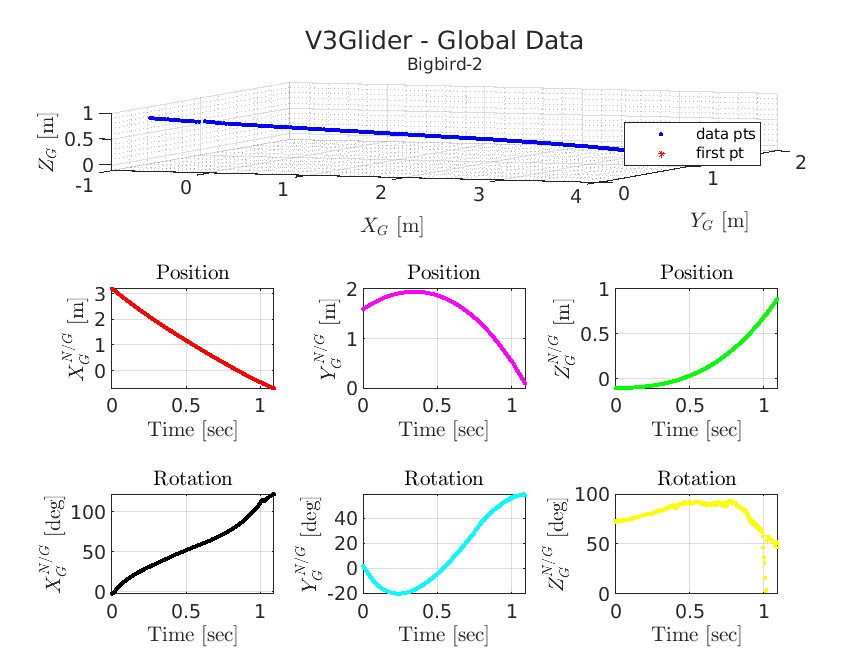 V3Glider - Global Data
Bigbird-2
1
0.5
0
Z_G [m]
data pts
first pt
-1 0 1 2 3 4 0 1 2
X_G [m]
Y_G [m]
Position Position Position
X_G^{N/G} [m]
3
2
1
0
0 0.5 1
Time [sec]
Y_G^{N/G} [m]
2
1
0
0 0.5 1
Time [sec]
Z_G^{N/G} [m]
1
0.5
0
0 0.5 1
Time [sec]
Rotation Rotation Rotation
X_G^{N/G} [deg]
100
50
0
0 0.5 1
Time [sec]
Y_G^{N/G} [deg]
40
20
0
-20
0 0.5 1
Time [sec]
Z_G^{N/G} [deg]
100
50
0
0 0.5 1
Time [sec]